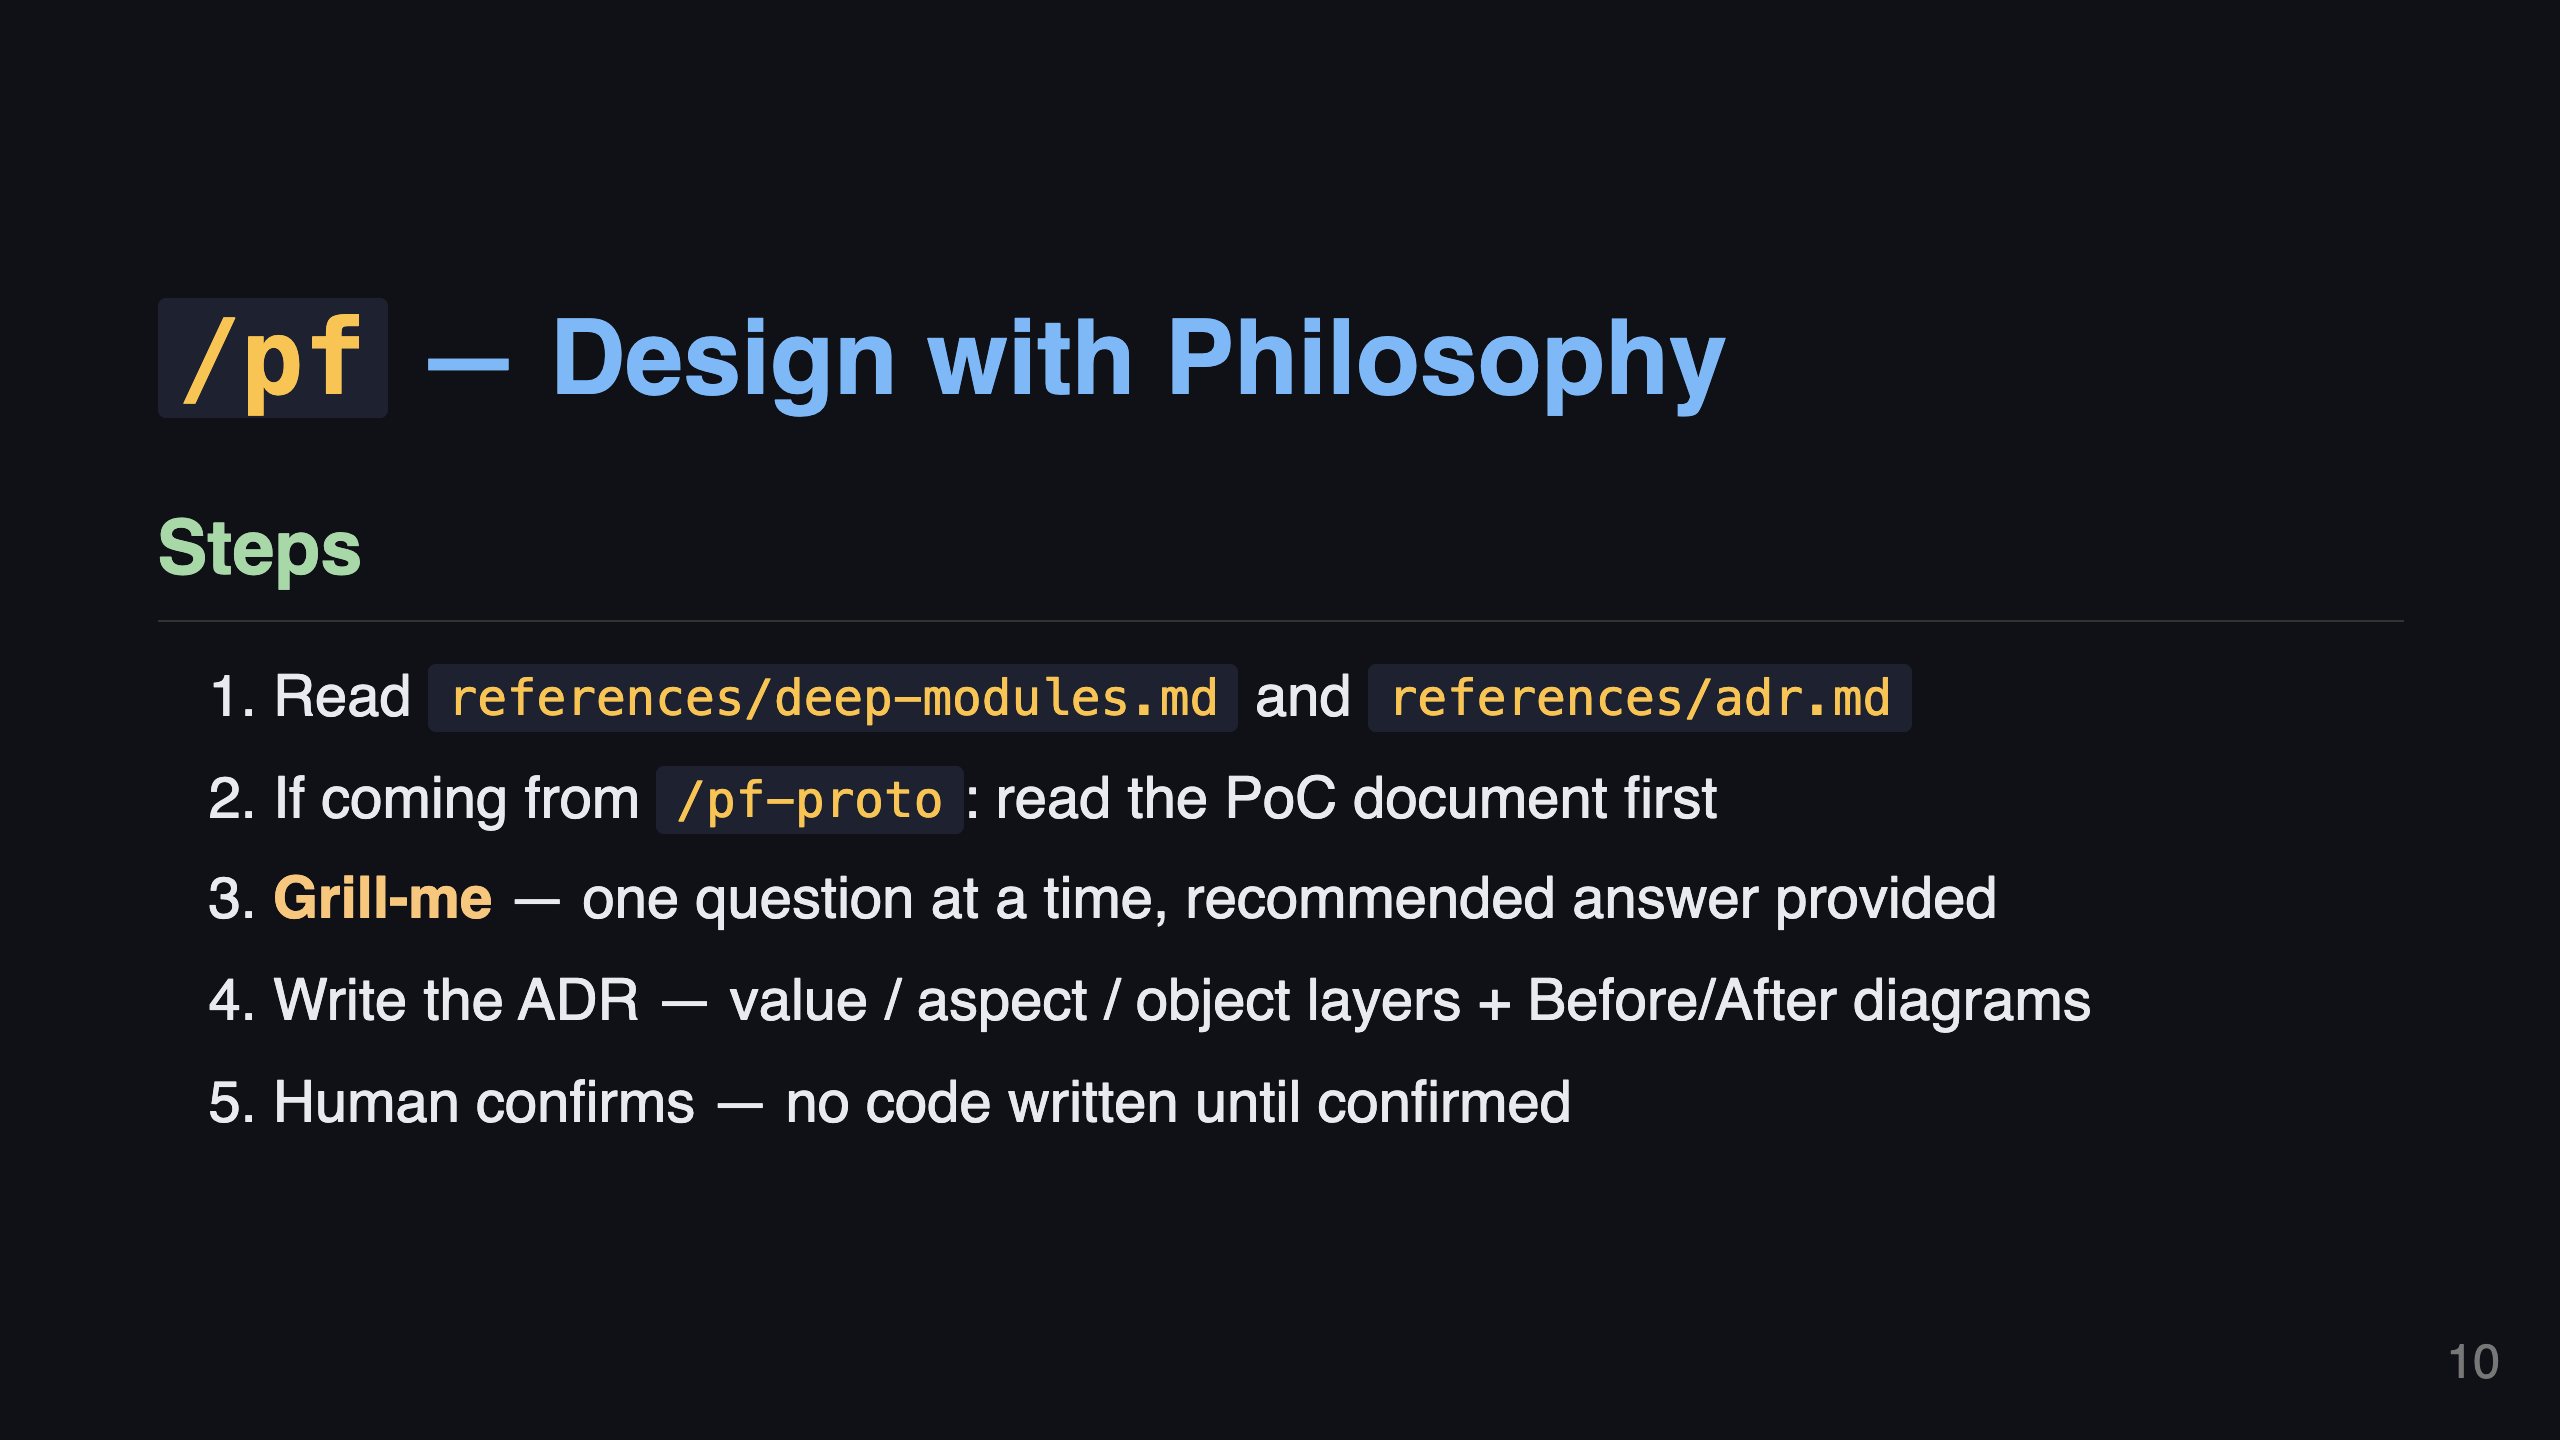 /pf — Design with Philosophy
Steps
1. Read references/deep-modules.md and references/adr.md
2. If coming from /pf-proto: read the PoC document first
3. Grill-me — one question at a time, recommended answer provided
4. Write the ADR — value / aspect / object layers + Before/After diagrams
5. Human confirms — no code written until confirmed
10